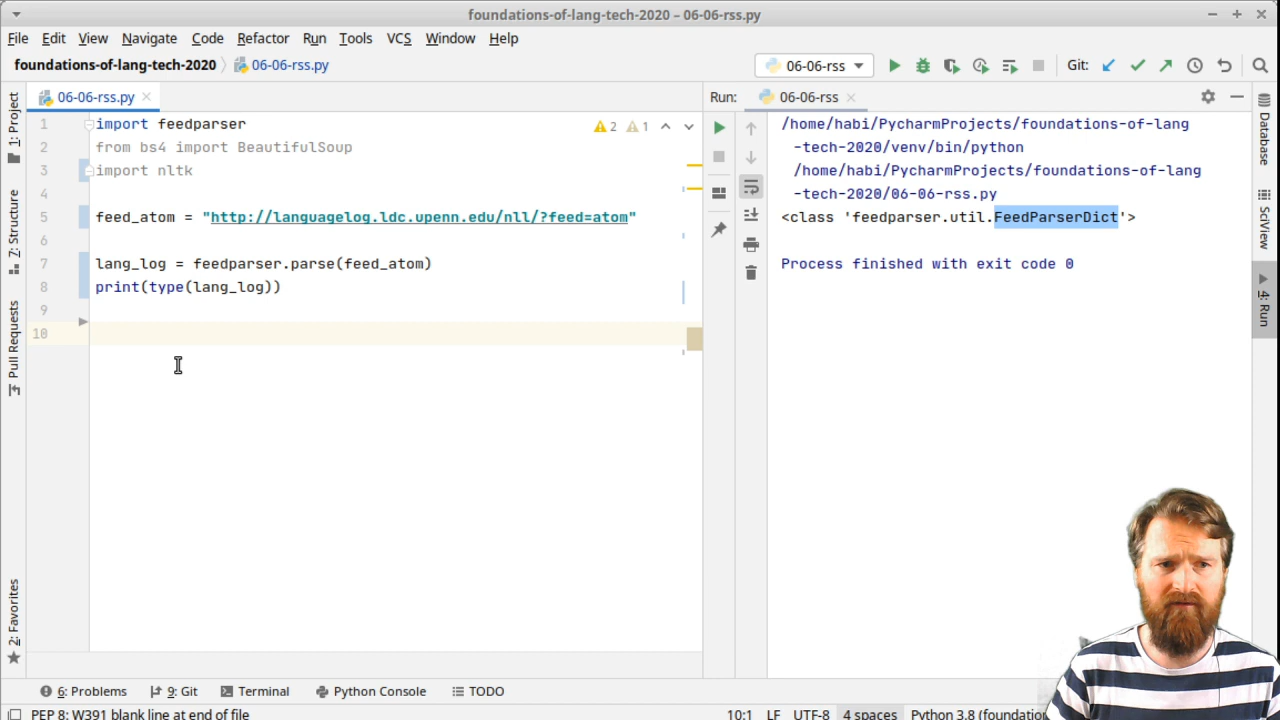 foundations-of-lang-tech-2020 – 06-06-rss.py
File Edit View Navigate Code Refactor Run Tools VCS Window Help
foundations-of-lang-tech-2020 06-06-rss.py 06-06-rss Git:
06-06-rss.py
Run: 06-06-rss
1: Project
7: Structure
Pull Requests
2: Favorites
1 import feedparser
2 from bs4 import BeautifulSoup
3 import nltk
4
5 feed_atom = "http://languagelog.ldc.upenn.edu/nll/?feed=atom"
6
7 lang_log = feedparser.parse(feed_atom)
8 print(type(lang_log))
9
10
2 1
/home/habi/PycharmProjects/foundations-of-lang
-tech-2020/venv/bin/python
/home/habi/PycharmProjects/foundations-of-lang
-tech-2020/06-06-rss.py
<class 'feedparser.util.FeedParserDict'>
Process finished with exit code 0
Database
SciView
4: Run
6: Problems 9: Git Terminal Python Console TODO
PEP 8: W391 blank line at end of file 10:1 LF UTF-8 4 spaces Python 3.8